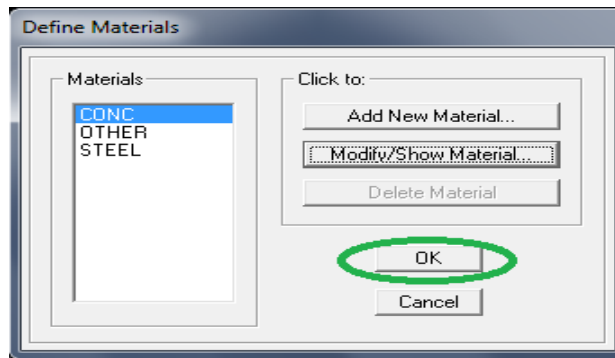 Define Materials
Materials
CONC
OTHER
STEEL
Click to:
Add New Material...
Modify/Show Material...
Delete Material
OK
Cancel